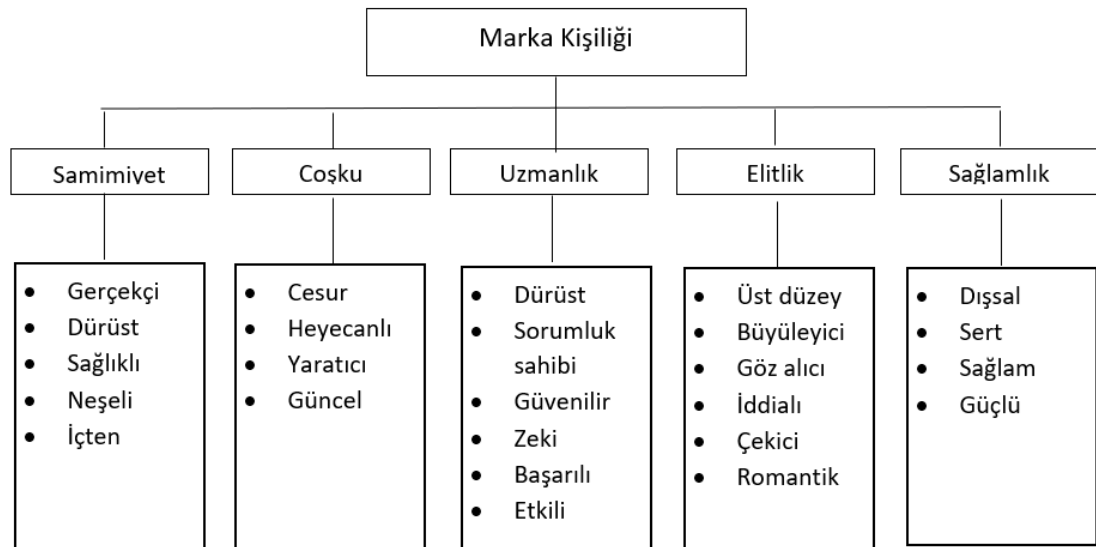 Marka Kişiliği
Samimiyet
Coşku
Uzmanlık
Elitlik
Sağlamlık
• Gerçekçi
• Dürüst
• Sağlıklı
• Neşeli
• İçten
• Cesur
• Heyecanlı
• Yaratıcı
• Güncel
• Dürüst
• Sorumluk
sahibi
• Güvenilir
• Zeki
• Başarılı
• Etkili
• Üst düzey
• Büyüleyici
• Göz alıcı
• İddialı
• Çekici
• Romantik
• Dışsal
• Sert
• Sağlam
• Güçlü